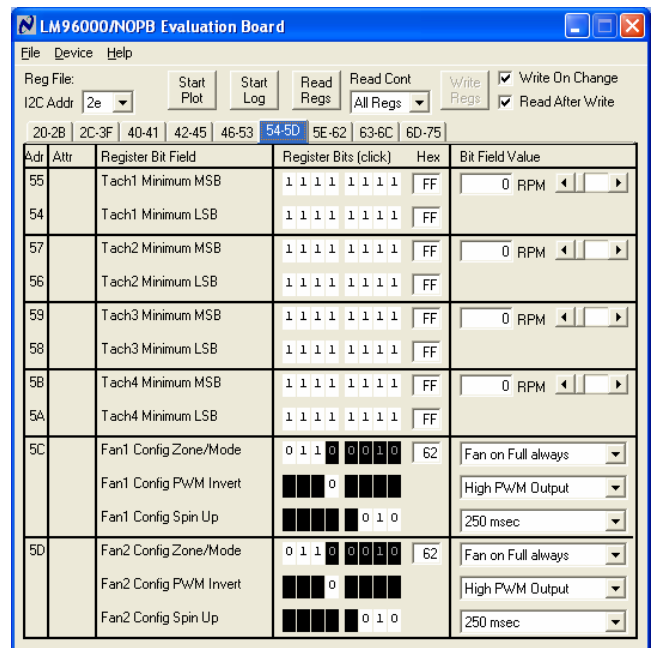 LM96000/NOPB Evaluation Board
File Device Help
Reg File: Start Plot Start Log Read Regs Read Cont Write Regs Write On Change
I2C Addr 2e All Regs Read After Write
20-2B 2C-3F 40-41 42-45 46-53 54-5D 5E-62 63-6C 6D-75
Adr Attr Register Bit Field Register Bits (click) Hex Bit Field Value
55 Tach1 Minimum MSB 1 1 1 1 1 1 1 1 FF 0 RPM
54 Tach1 Minimum LSB 1 1 1 1 1 1 1 1 FF
57 Tach2 Minimum MSB 1 1 1 1 1 1 1 1 FF 0 RPM
56 Tach2 Minimum LSB 1 1 1 1 1 1 1 1 FF
59 Tach3 Minimum MSB 1 1 1 1 1 1 1 1 FF 0 RPM
58 Tach3 Minimum LSB 1 1 1 1 1 1 1 1 FF
5B Tach4 Minimum MSB 1 1 1 1 1 1 1 1 FF 0 RPM
5A Tach4 Minimum LSB 1 1 1 1 1 1 1 1 FF
5C Fan1 Config Zone/Mode 0 1 1 0 0 0 1 0 62 Fan on Full always
Fan1 Config PWM Invert 0 High PWM Output
Fan1 Config Spin Up 0 1 0 250 msec
5D Fan2 Config Zone/Mode 0 1 1 0 0 0 1 0 62 Fan on Full always
Fan2 Config PWM Invert 0 High PWM Output
Fan2 Config Spin Up 0 1 0 250 msec